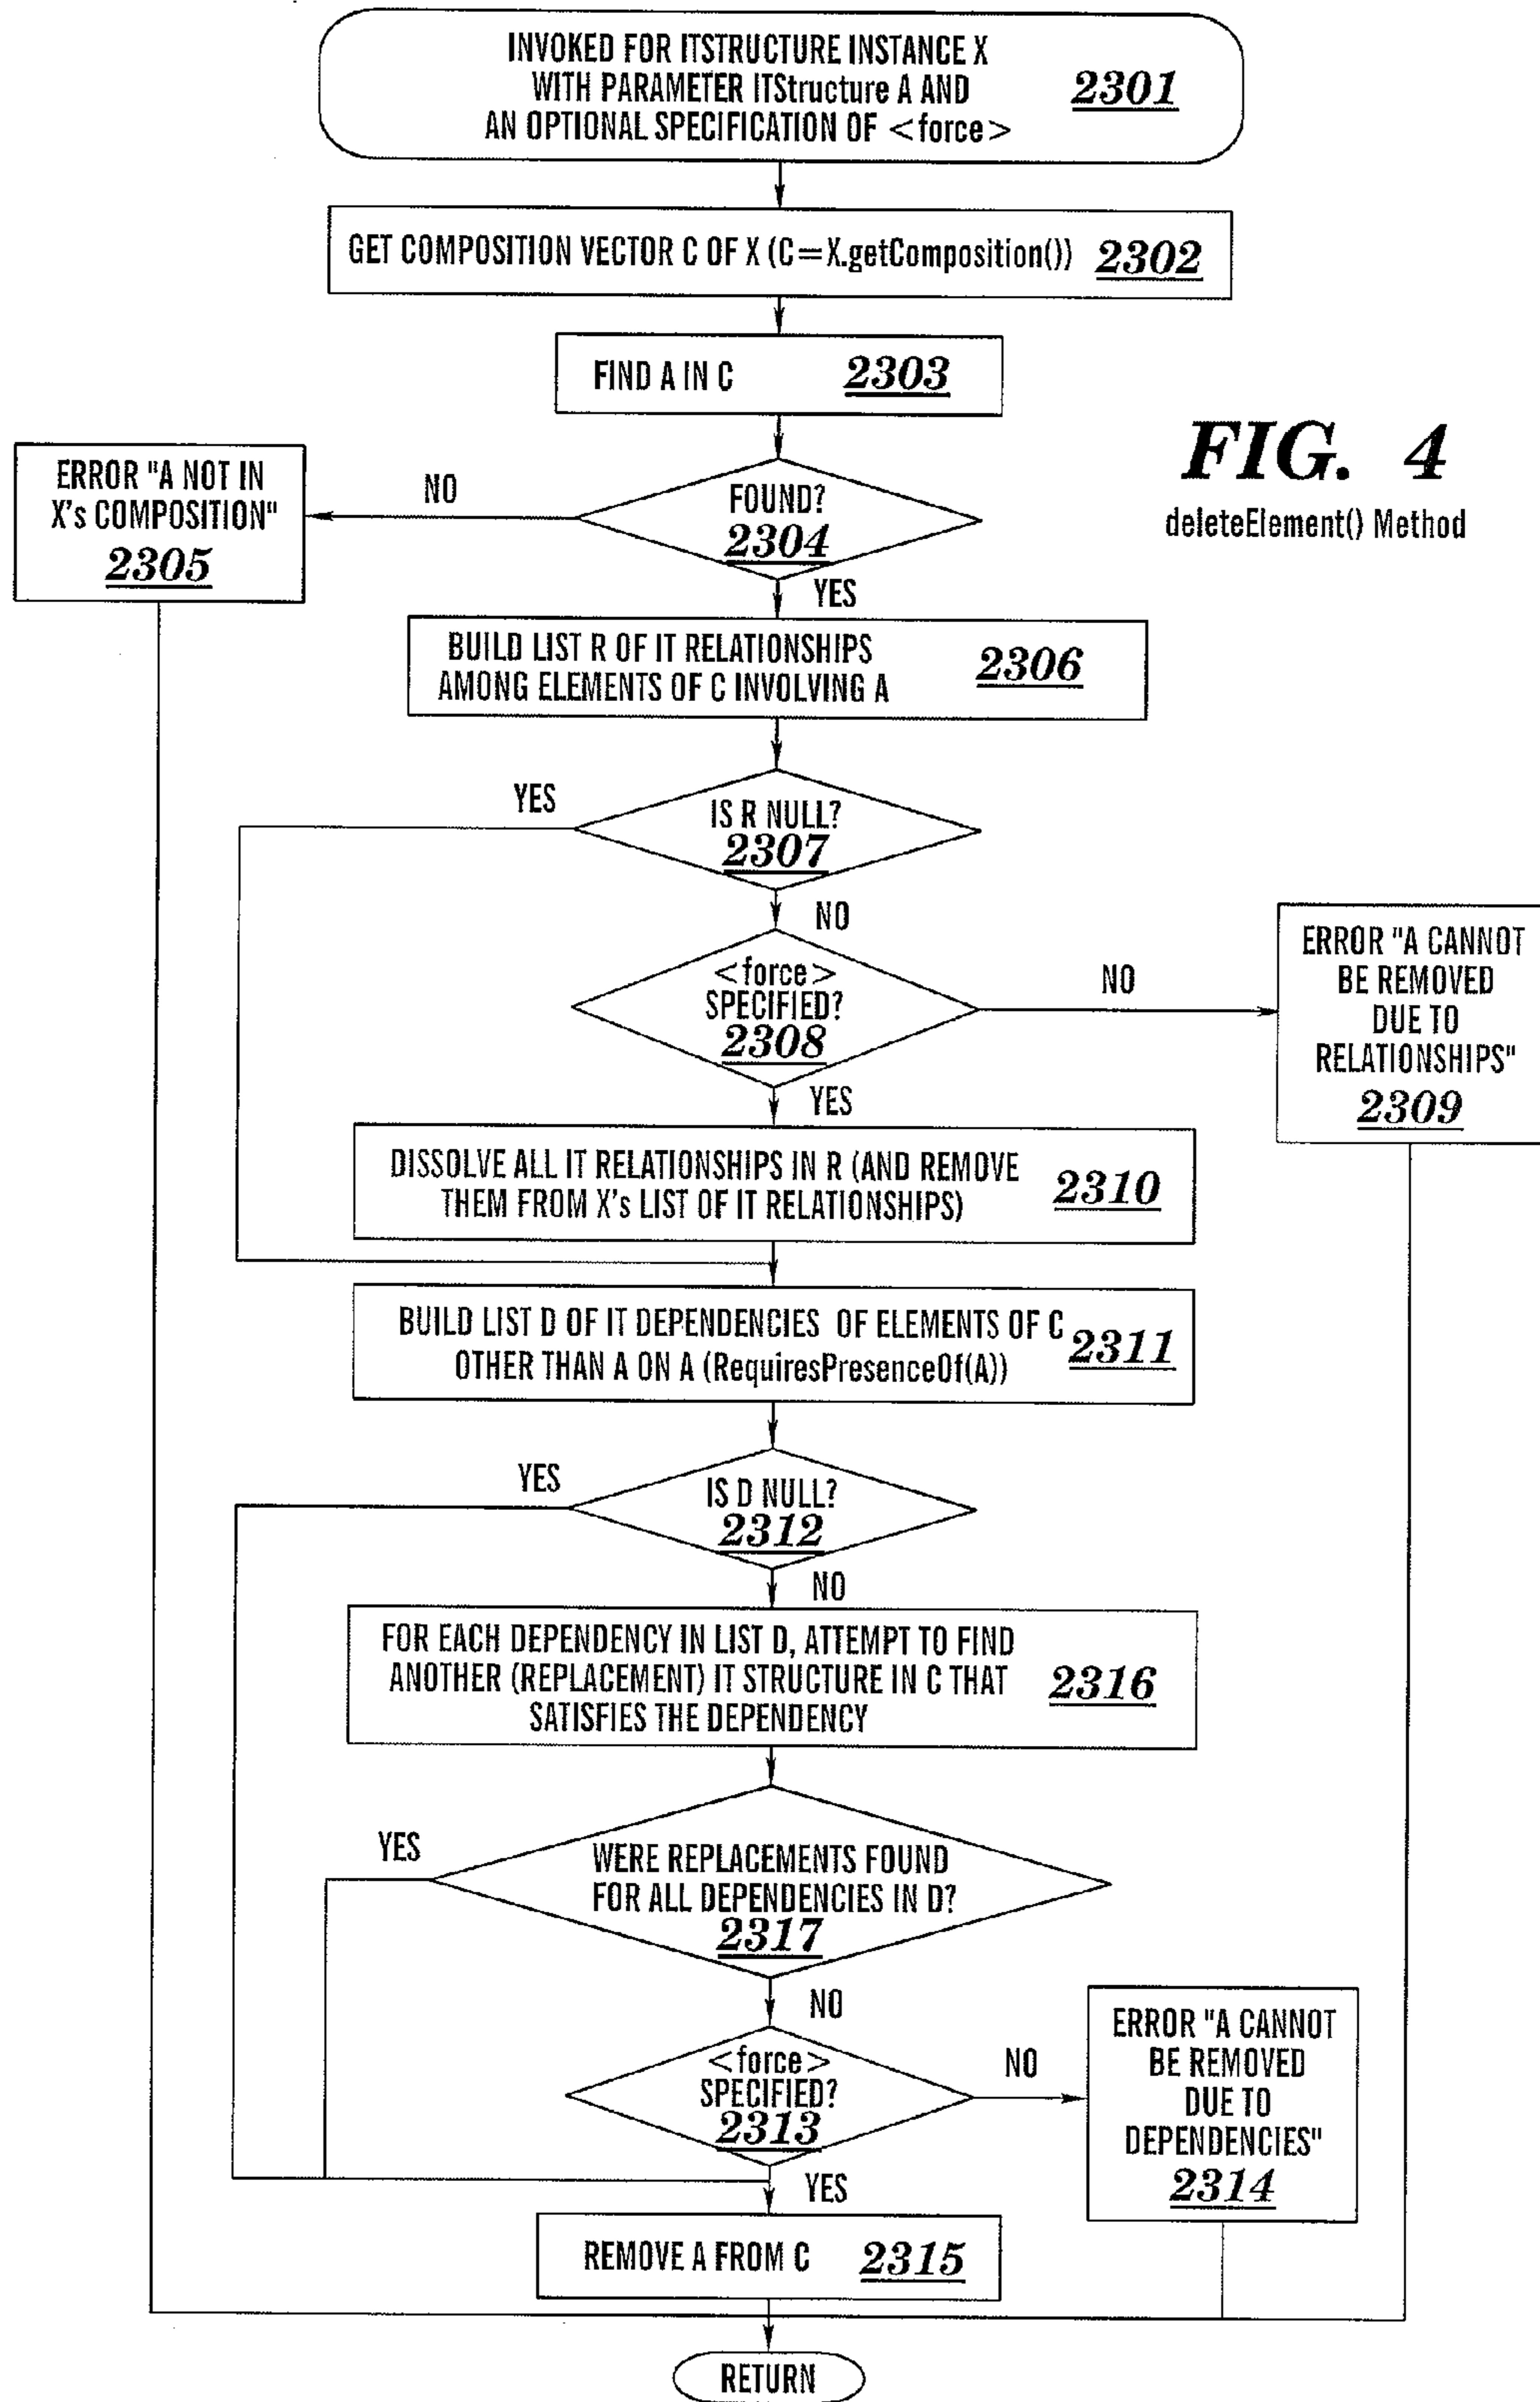 INVOKED FOR ITSTRUCTURE INSTANCE X
WITH PARAMETER ITStructure A AND
AN OPTIONAL SPECIFICATION OF <force>
2301
GET COMPOSITION VECTOR C OF X (C=X.getComposition()) 2302
FIND A IN C 2303
FIG. 4
deleteElement() Method
ERROR "A NOT IN
X's COMPOSITION"
2305
NO
FOUND?
2304
YES
BUILD LIST R OF IT RELATIONSHIPS
AMONG ELEMENTS OF C INVOLVING A
2306
YES
IS R NULL?
2307
NO
<force>
SPECIFIED?
2308
NO
YES
ERROR "A CANNOT
BE REMOVED
DUE TO
RELATIONSHIPS"
2309
DISSOLVE ALL IT RELATIONSHIPS IN R (AND REMOVE
THEM FROM X's LIST OF IT RELATIONSHIPS)
2310
BUILD LIST D OF IT DEPENDENCIES OF ELEMENTS OF C
OTHER THAN A ON A (RequiresPresenceOf(A))
2311
YES
IS D NULL?
2312
NO
FOR EACH DEPENDENCY IN LIST D, ATTEMPT TO FIND
ANOTHER (REPLACEMENT) IT STRUCTURE IN C THAT
SATISFIES THE DEPENDENCY
2316
YES
WERE REPLACEMENTS FOUND
FOR ALL DEPENDENCIES IN D?
2317
NO
<force>
SPECIFIED?
2313
NO
YES
ERROR "A CANNOT
BE REMOVED
DUE TO
DEPENDENCIES"
2314
REMOVE A FROM C 2315
RETURN